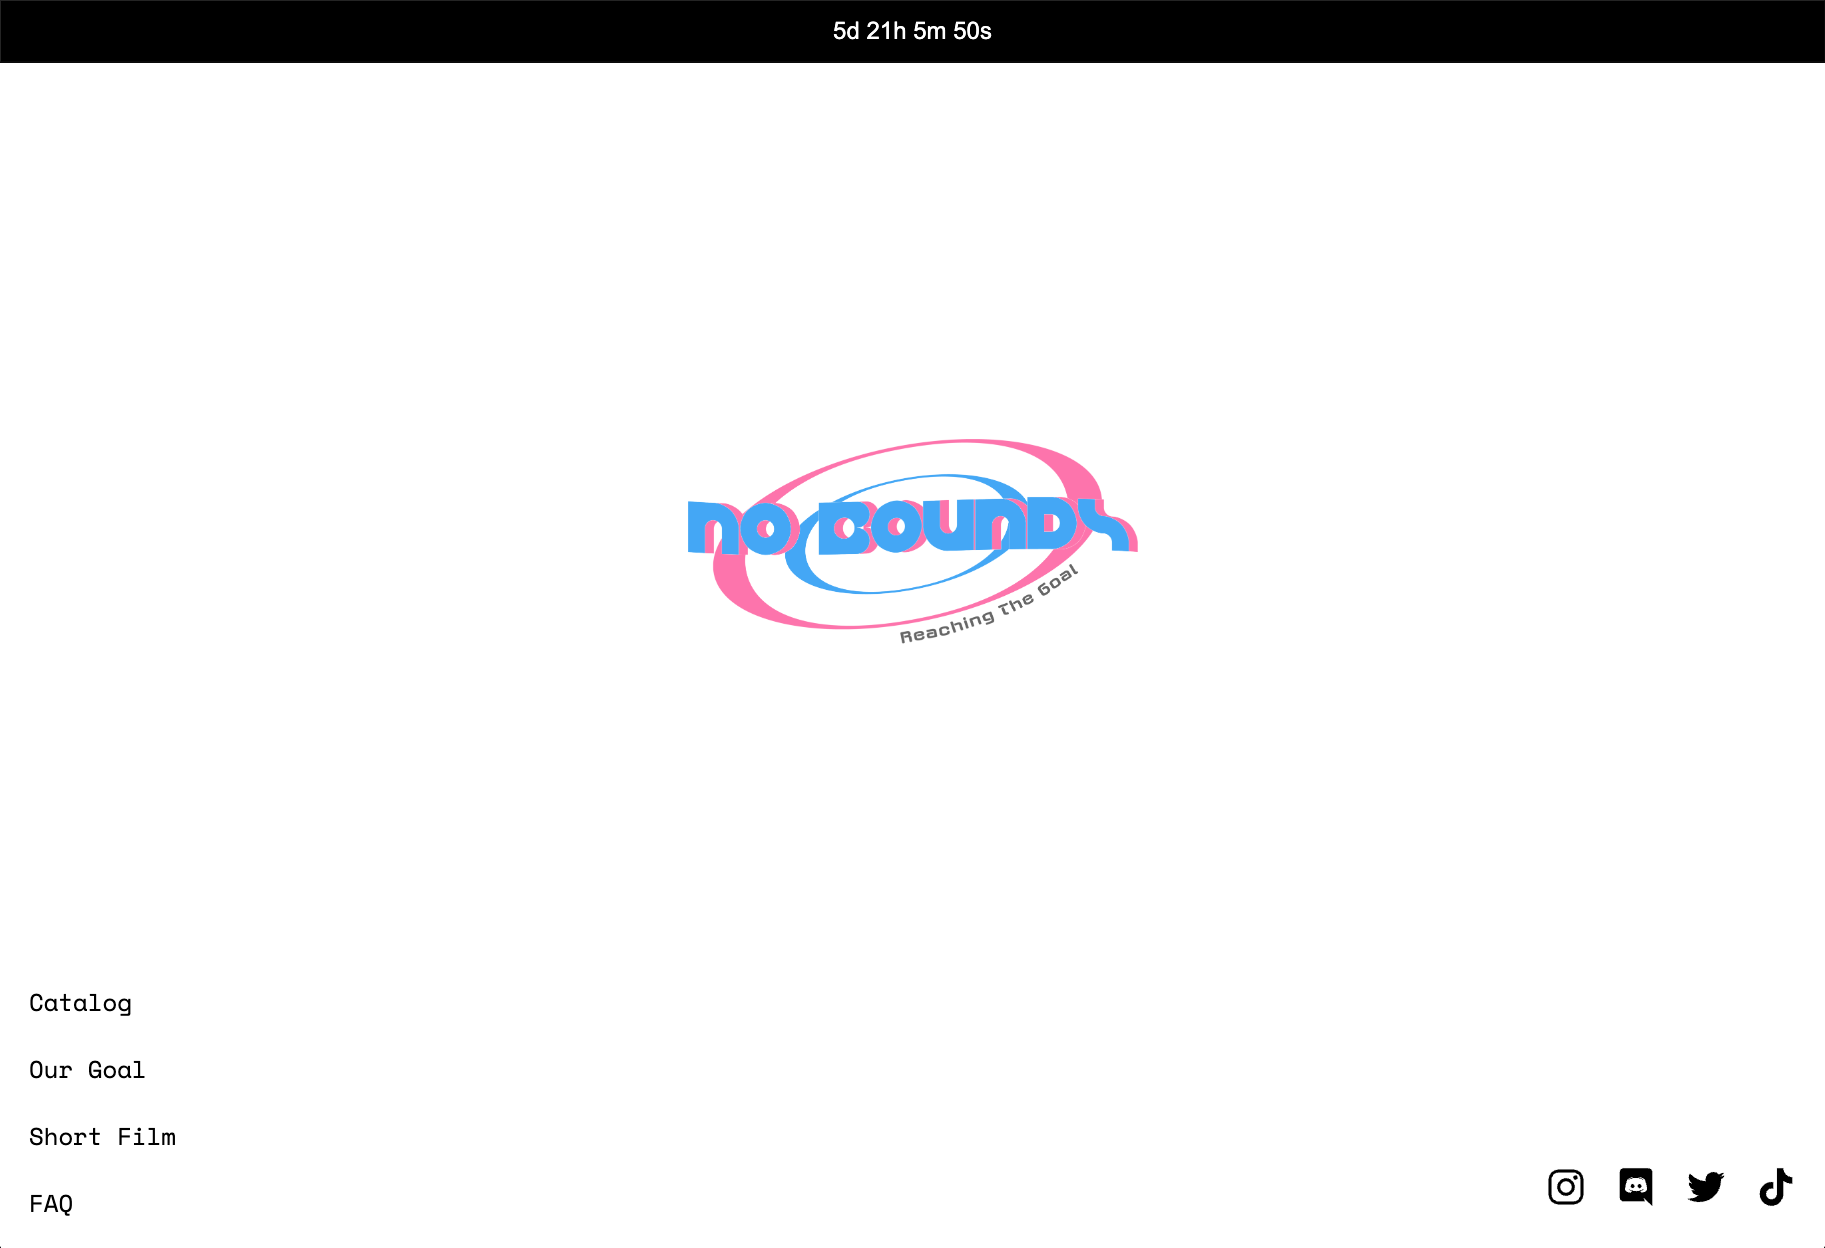 5d 21h 5m 50s
NO BOUNDS
Reaching The Goal
Catalog
Our Goal
Short Film
FAQ